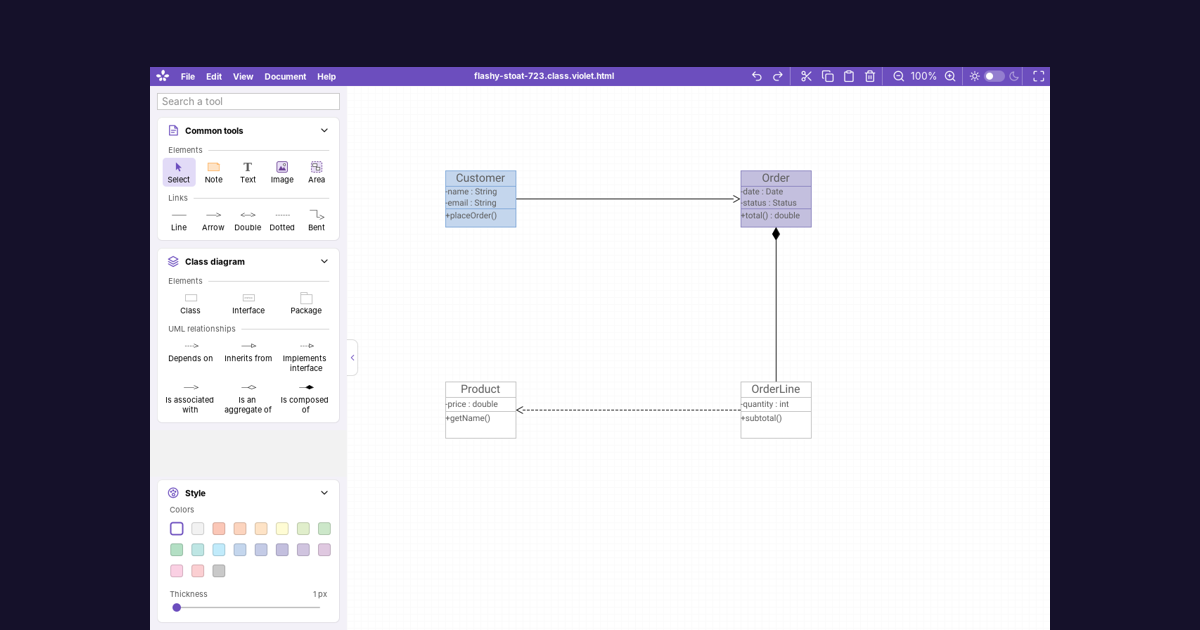 File Edit View Document Help
flashy-stoat-723.class.violet.html
100%
Search a tool
Common tools
Elements
Select Note Text Image Area
Links
Line Arrow Double Dotted Bent
Class diagram
Elements
Class Interface Package
UML relationships
Depends on Inherits from Implements
interface
Is associated Is an Is composed
with aggregate of of
Style
Colors
Thickness 1 px
Customer
-name : String
-email : String
+placeOrder()
Order
-date : Date
-status : Status
+total() : double
Product
-price : double
+getName()
OrderLine
-quantity : int
+subtotal()